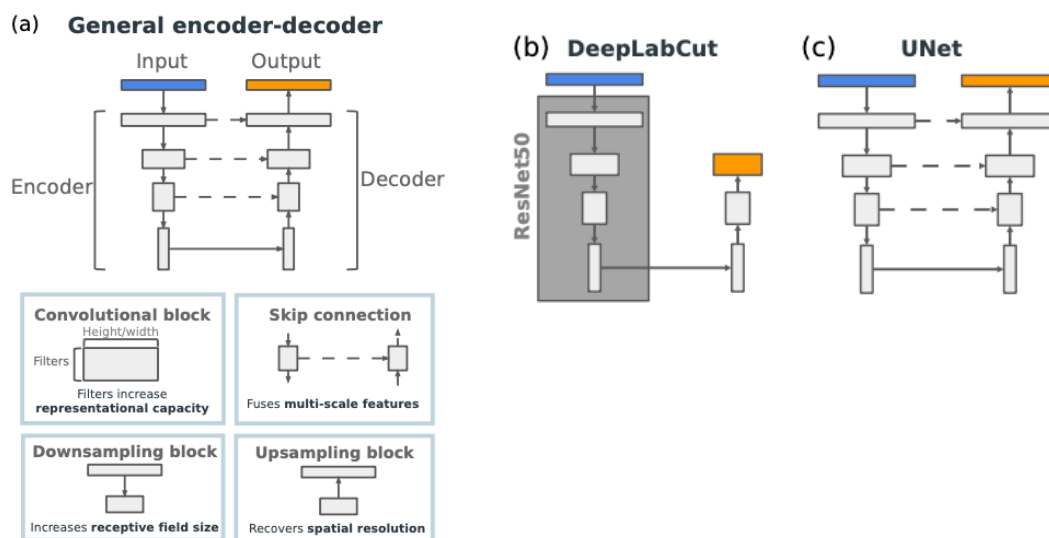 (a) General encoder-decoder
Input Output
Encoder
Decoder
Convolutional block
Height/width
Filters
Filters increase
representational capacity
Skip connection
Fuses multi-scale features
Downsampling block
Increases receptive field size
Upsampling block
Recovers spatial resolution
(b) DeepLabCut
ResNet50
(c) UNet